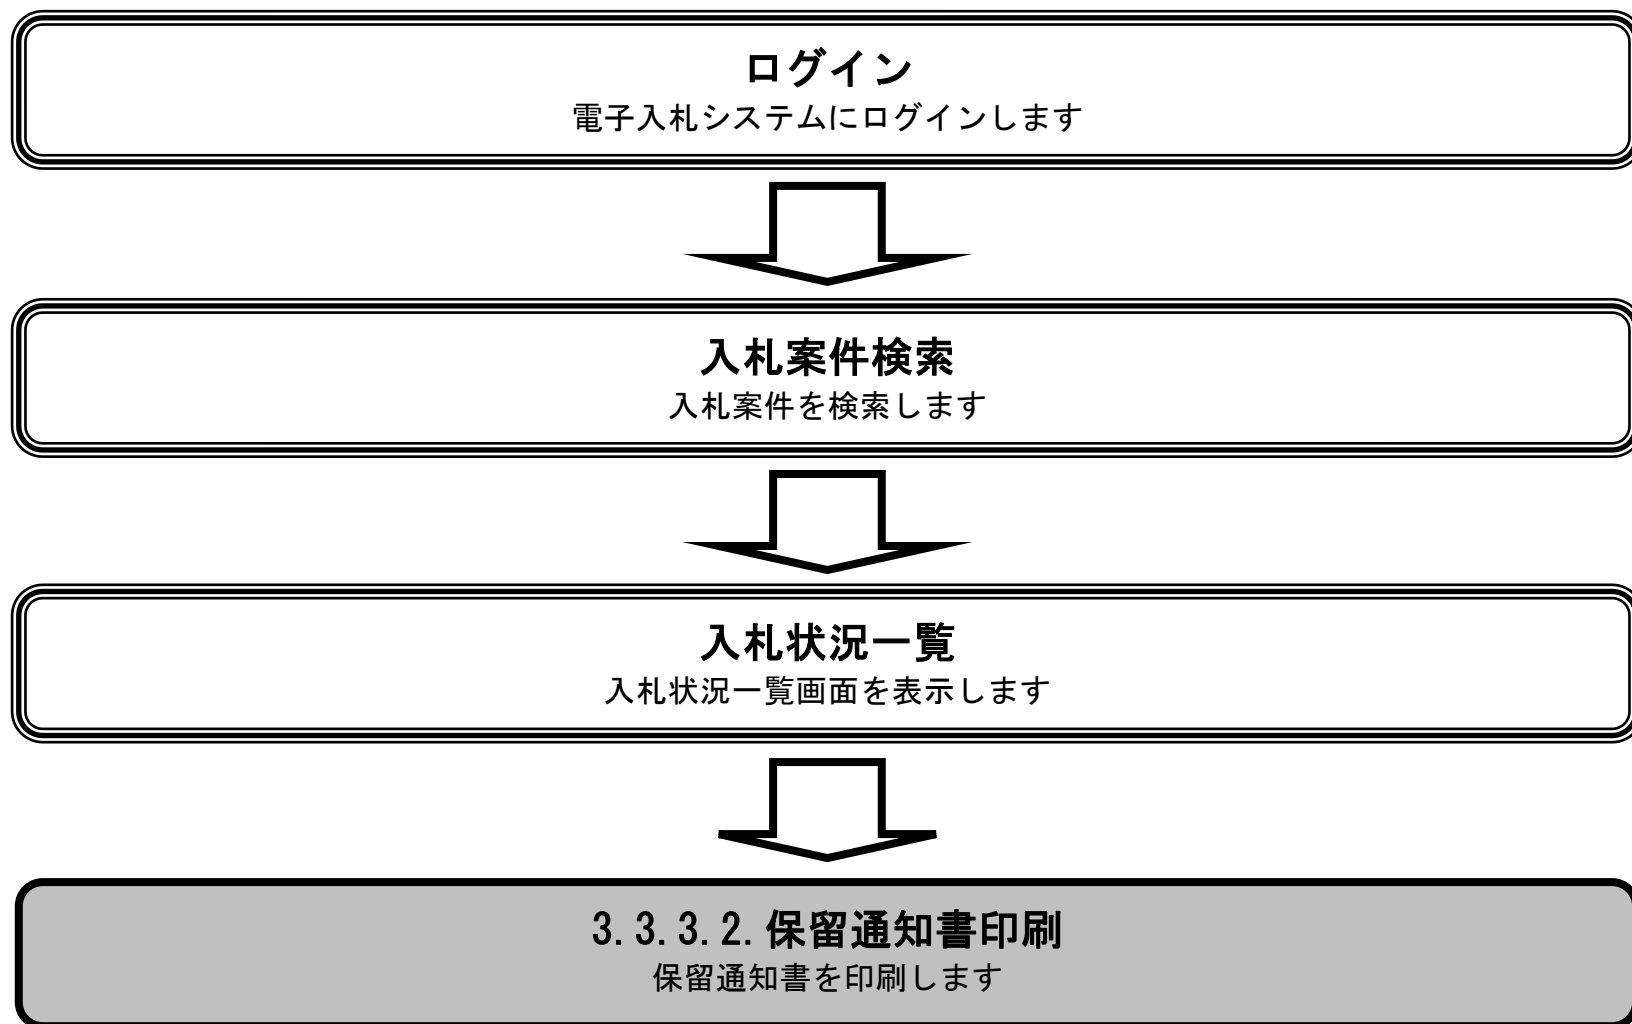 ログイン
電子入札システムにログインします
入札案件検索
入札案件を検索します
入札状況一覧
入札状況一覧画面を表示します
3.3.3.2.保留通知書印刷
保留通知書を印刷します